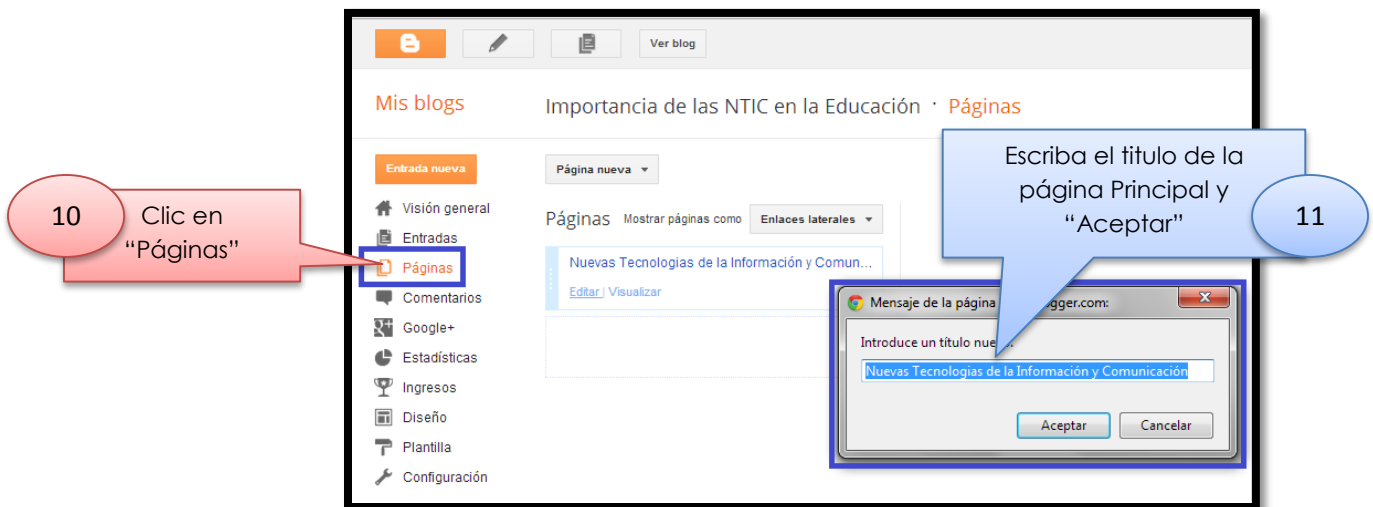 Ver blog
Mis blogs
Importancia de las NTIC en la Educación · Páginas
Entrada nueva
Página nueva
Visión general
Entradas
Páginas
Comentarios
Google+
Estadísticas
Ingresos
Diseño
Plantilla
Configuración
Páginas Mostrar páginas como Enlaces laterales
Nuevas Tecnologias de la Información y Comun...
Editar | Visualizar
10
Clic en
“Páginas”
Escriba el titulo de la
página Principal y
“Aceptar”
11
Mensaje de la página
ogger.com:
Introduce un título
Nuevas Tecnologias de la Información y Comunicación
Aceptar
Cancelar